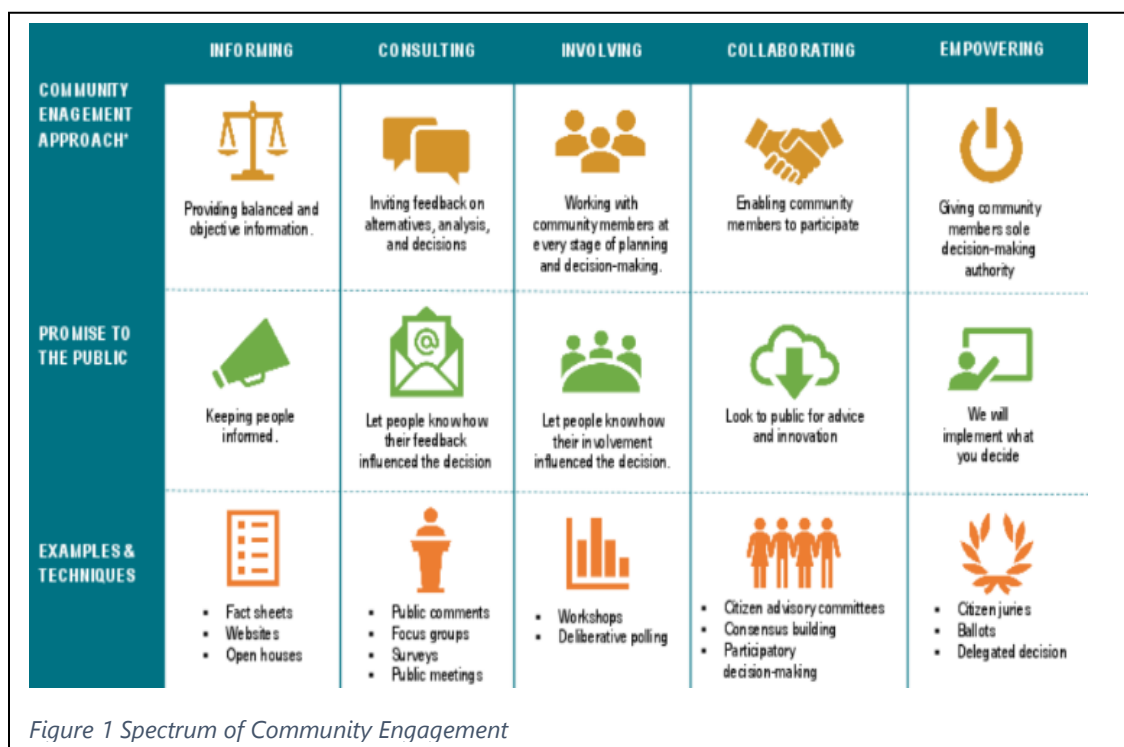 INFORMING
CONSULTING
INVOLVING
COLLABORATING
EMPOWERING
COMMUNITY
ENAGEMENT
APPROACH*
Providing balanced and
objective information.
Inviting feedback on
alternatives, analysis,
and decisions
Working with
community members at
every stage of planning
and decision-making.
Enabling community
members to participate
Giving community
members sole
decision-making
authority
PROMISE TO
THE PUBLIC
@
Keeping people
informed.
Let people know how
their feedback
influenced the decision
Let people know how
their involvement
influenced the decision.
Look to public for advice
and innovation
We will
implement what
you decide
EXAMPLES &
TECHNIQUES
▪ Fact sheets
▪ Websites
▪ Open houses
▪ Public comments
▪ Focus groups
▪ Surveys
▪ Public meetings
▪ Workshops
▪ Deliberative polling
▪ Citizen advisory committees
▪ Consensus building
▪ Participatory
decision-making
▪ Citizen juries
▪ Ballots
▪ Delegated decision
Figure 1 Spectrum of Community Engagement